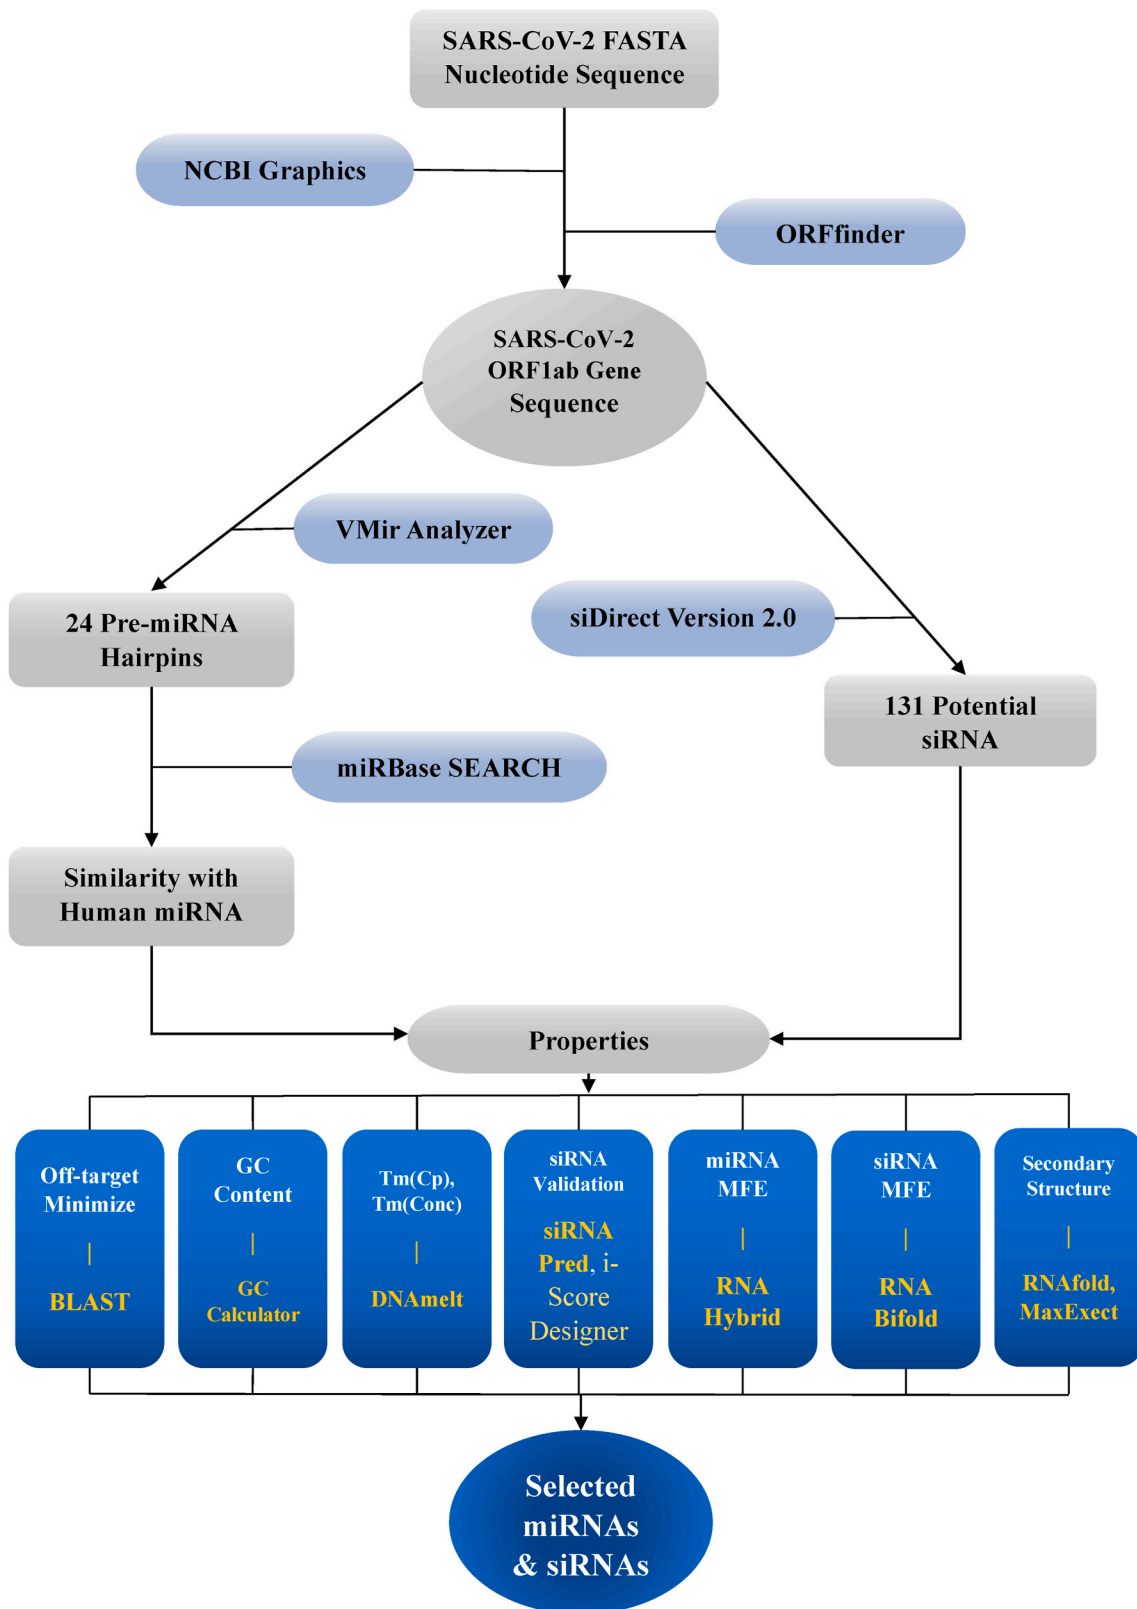 SARS-CoV-2 FASTA
Nucleotide Sequence
NCBI Graphics
ORFfinder
SARS-CoV-2
ORF1ab Gene
Sequence
VMir Analyzer
siDirect Version 2.0
24 Pre-miRNA
Hairpins
131 Potential
siRNA
miRBase SEARCH
Similarity with
Human miRNA
Properties
Off-target
Minimize
BLAST
GC
Content
GC
Calculator
Tm(Cp),
Tm(Conc)
DNAmelt
siRNA
Validation
siRNA
Pred, i-
Score
Designer
miRNA
MFE
RNA
Hybrid
siRNA
MFE
RNA
Bifold
Secondary
Structure
RNAfold,
MaxExect
Selected
miRNAs
& siRNAs